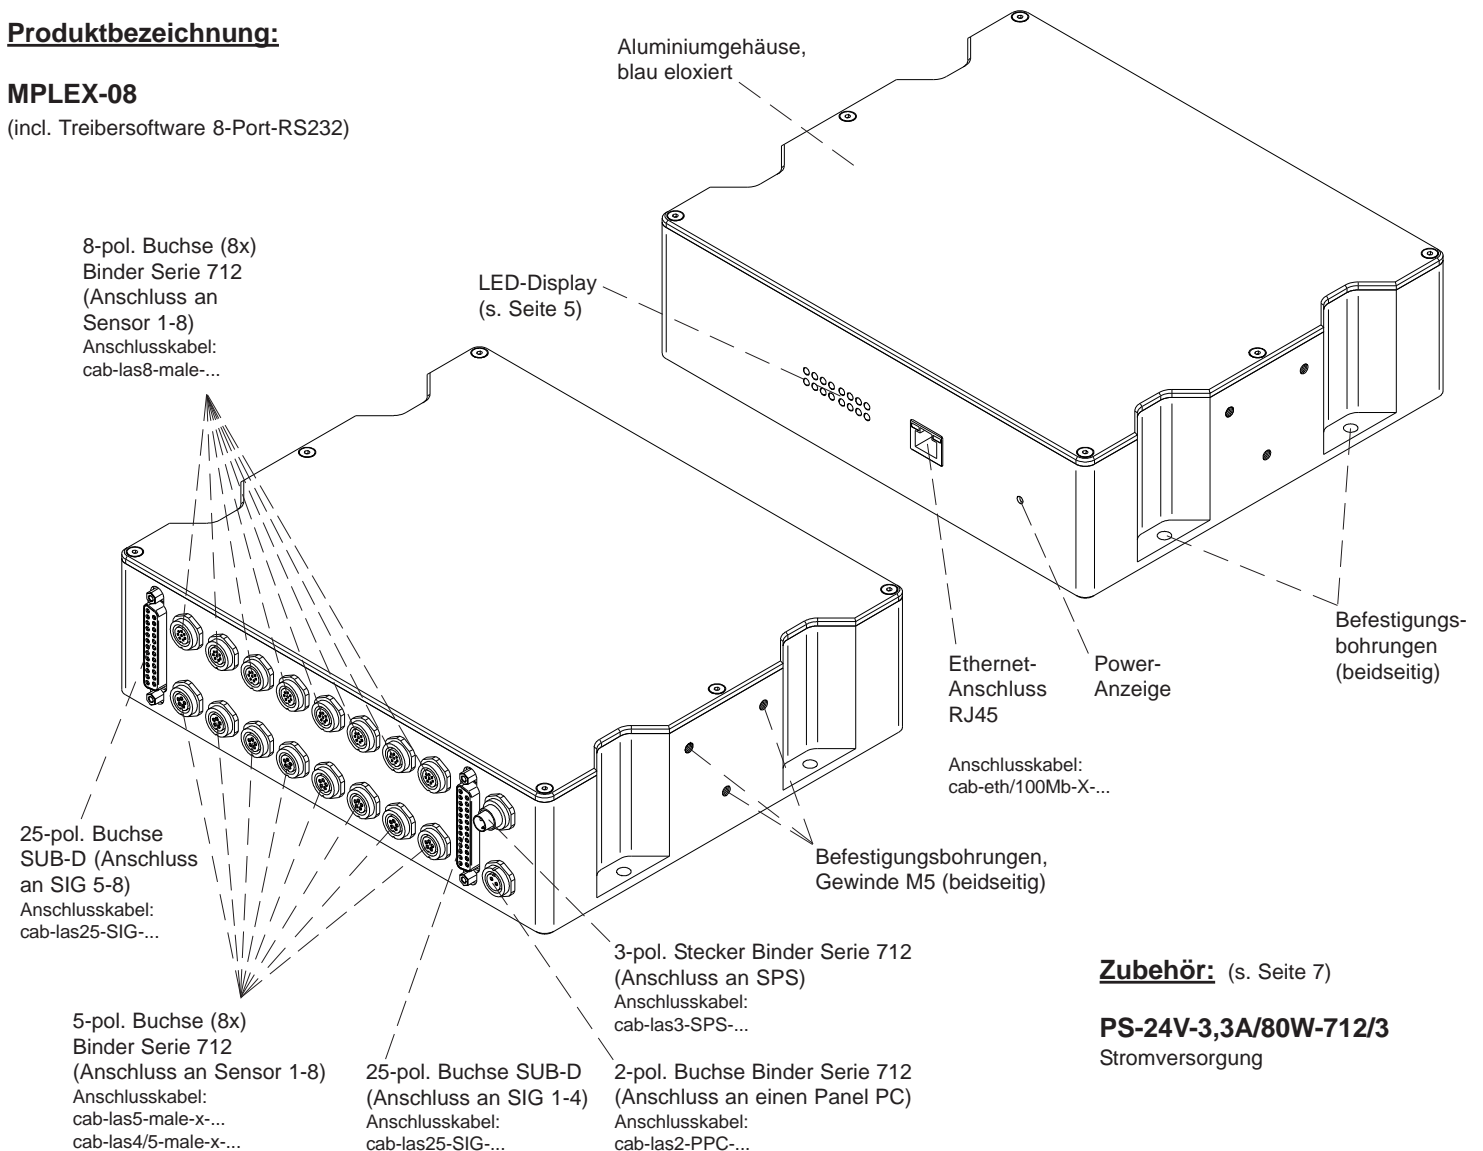 Produktbezeichnung:
MPLEX-08
(incl. Treibersoftware 8-Port-RS232)
Aluminiumgehäuse,
blau eloxiert
8-pol. Buchse (8x)
Binder Serie 712
(Anschluss an
Sensor 1-8)
Anschlusskabel:
cab-las8-male-...
LED-Display
(s. Seite 5)
Befestigungs-
bohrungen
(beidseitig)
Ethernet-
Anschluss
RJ45
Anschlusskabel:
cab-eth/100Mb-X-...
Power-
Anzeige
25-pol. Buchse
SUB-D (Anschluss
an SIG 5-8)
Anschlusskabel:
cab-las25-SIG-...
Befestigungsbohrungen,
Gewinde M5 (beidseitig)
5-pol. Buchse (8x)
Binder Serie 712
(Anschluss an Sensor 1-8)
Anschlusskabel:
cab-las5-male-x-...
cab-las4/5-male-x-...
25-pol. Buchse SUB-D
(Anschluss an SIG 1-4)
Anschlusskabel:
cab-las25-SIG-...
3-pol. Stecker Binder Serie 712
(Anschluss an SPS)
Anschlusskabel:
cab-las3-SPS-...
2-pol. Buchse Binder Serie 712
(Anschluss an einen Panel PC)
Anschlusskabel:
cab-las2-PPC-...
Zubehör: (s. Seite 7)
PS-24V-3,3A/80W-712/3
Stromversorgung